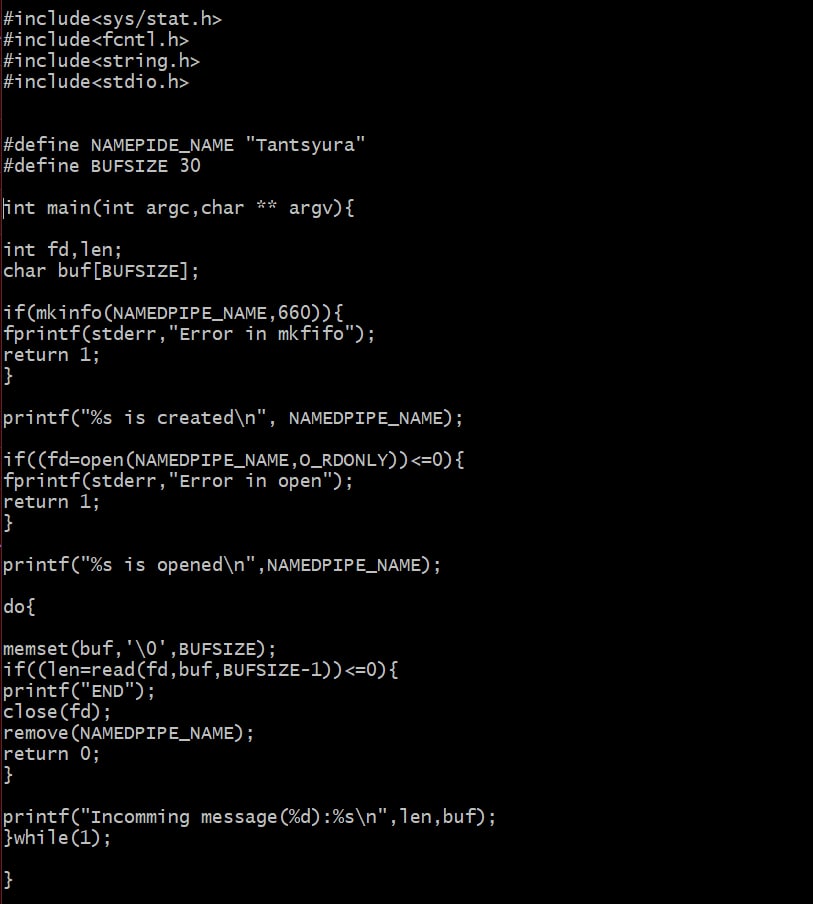 #include<sys/stat.h>
#include<fcntl.h>
#include<string.h>
#include<stdio.h>
#define NAMEPIDE_NAME "Tantsyura"
#define BUFSIZE 30
int main(int argc,char ** argv){
int fd,len;
char buf[BUFSIZE];
if(mkinfo(NAMEDPIPE_NAME,660)){
fprintf(stderr,"Error in mkfifo");
return 1;
}
printf("%s is created\n", NAMEDPIPE_NAME);
if((fd=open(NAMEDPIPE_NAME,O_RDONLY))<=0){
fprintf(stderr,"Error in open");
return 1;
}
printf("%s is opened\n",NAMEDPIPE_NAME);
do{
memset(buf,'\0',BUFSIZE);
if((len=read(fd,buf,BUFSIZE-1))<=0){
printf("END");
close(fd);
remove(NAMEDPIPE_NAME);
return 0;
}
printf("Incomming message(%d):%s\n",len,buf);
}while(1);
}